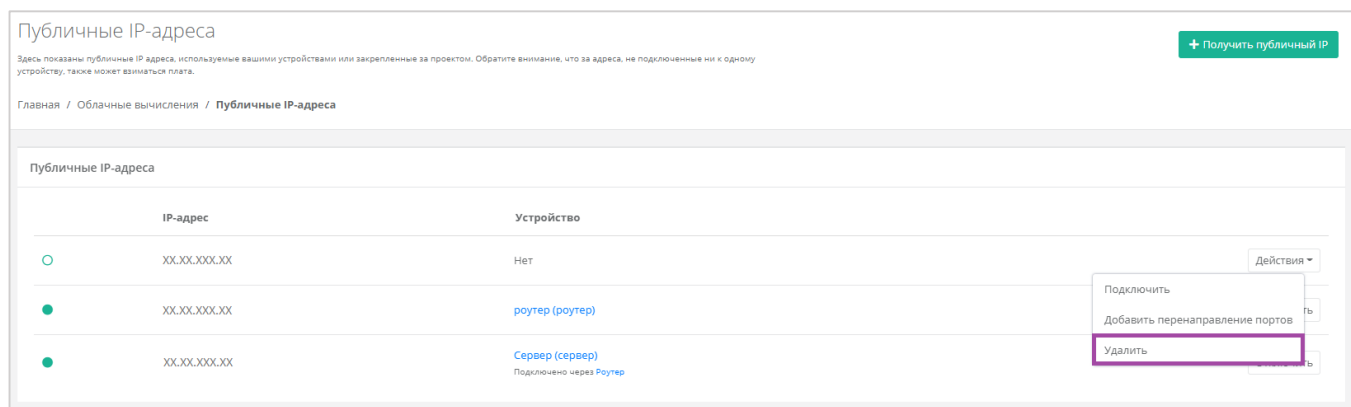 Публичные IP-адреса
+ Получить публичный IP
Здесь показаны публичные IP адреса, используемые вашими устройствами или закрепленные за проектом. Обратите внимание, что за адреса, не подключенные ни к одному
устройству, также может взиматься плата.
Главная / Облачные вычисления / Публичные IP-адреса
Публичные IP-адреса
IP-адрес Устройство
XX.XX.XXX.XX Нет Действия
Подключить
XX.XX.XXX.XX роутер (роутер)
Добавить перенаправление портов
Удалить
XX.XX.XXX.XX Сервер (сервер)
Подключено через Роутер